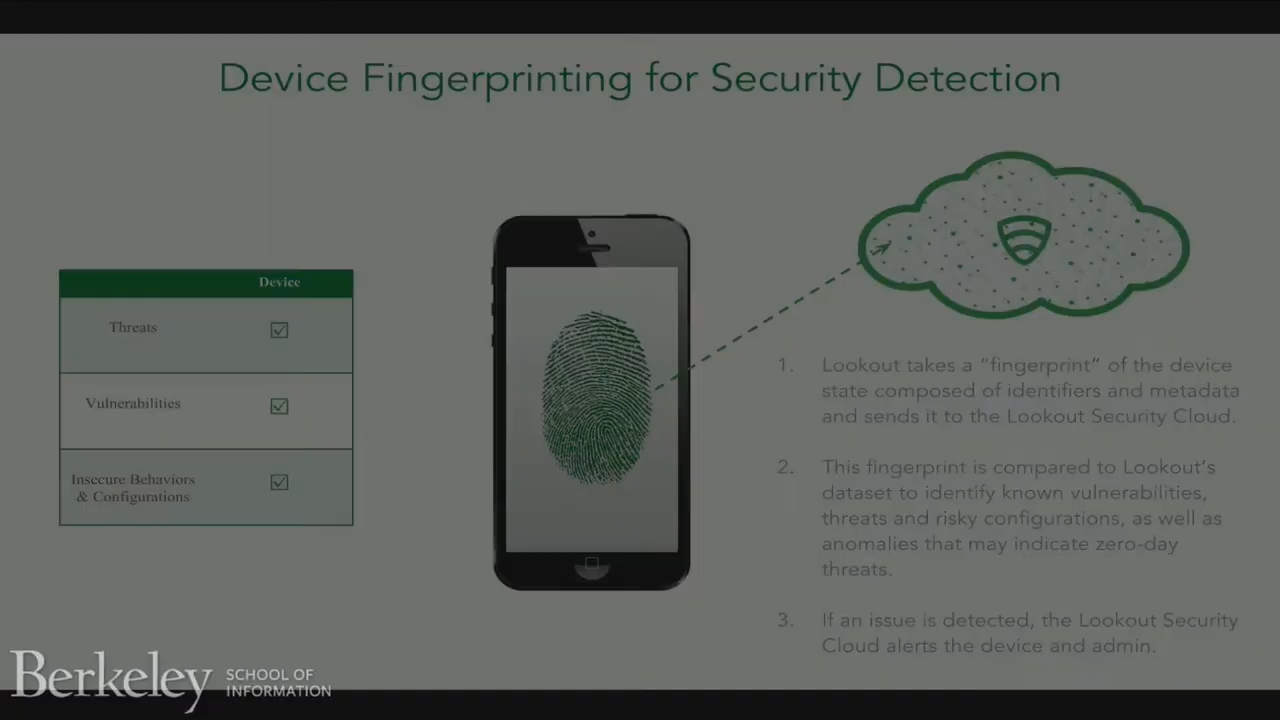 Device Fingerprinting for Security Detection
Device
Threats
Vulnerabilities
Insecure Behaviors
& Configurations
1. Lookout takes a “fingerprint” of the device
state composed of identifiers and metadata
and sends it to the Lookout Security Cloud.
2. This fingerprint is compared to Lookout’s
dataset to identify known vulnerabilities,
threats and risky configurations, as well as
anomalies that may indicate zero-day
threats.
3. If an issue is detected, the Lookout Security
Cloud alerts the device and admin.
Berkeley SCHOOL OF
INFORMATION